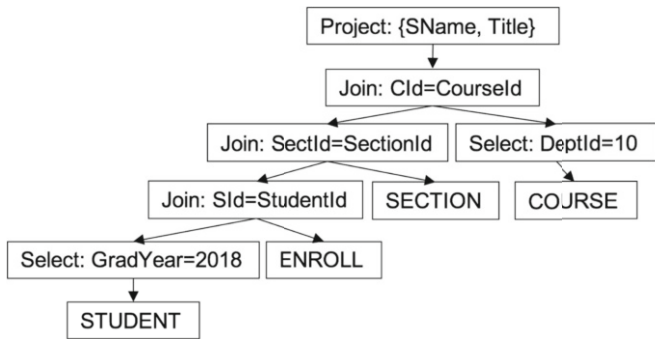 Project: {SName, Title}
Join: CId=CourseId
Join: SectId=SectionId
Select: DeptId=10
Join: SId=StudentId
SECTION
COURSE
Select: GradYear=2018
ENROLL
STUDENT